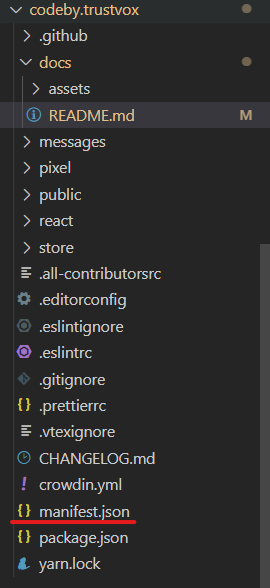 codeby.trustvox
.github
docs
assets
README.md M
messages
pixel
public
react
store
.all-contributorsrc
.editorconfig
.eslintignore
.eslintrc
.gitignore
.prettierrc
.vtexignore
CHANGELOG.md
crowdin.yml
manifest.json
package.json
yarn.lock